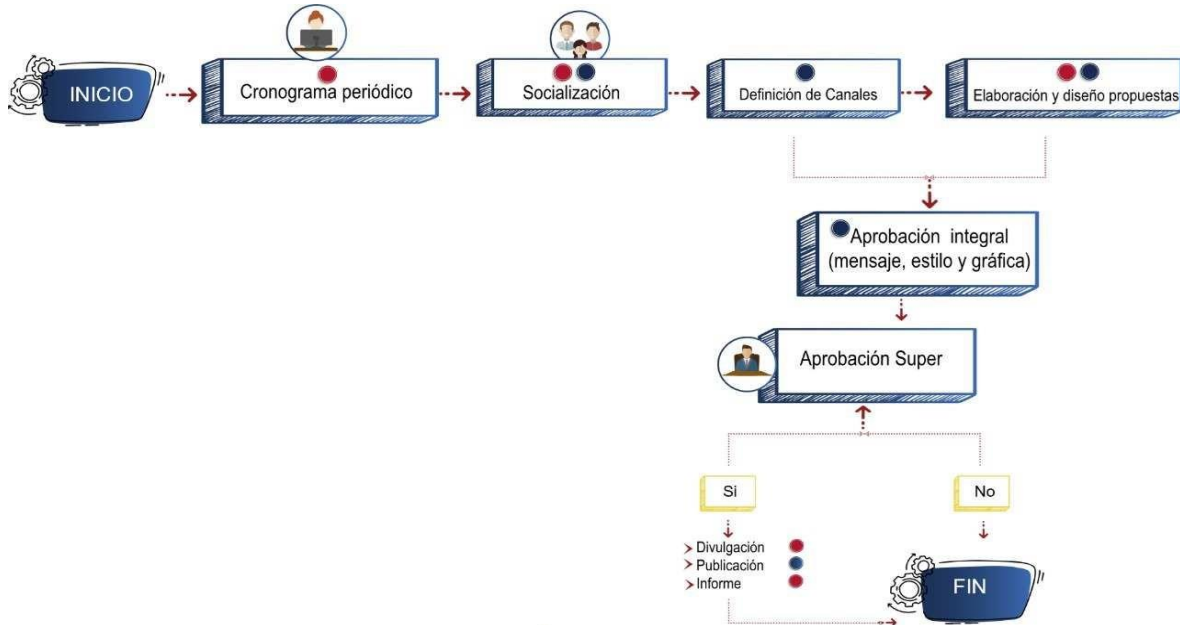 INICIO
Cronograma periódico
Socialización
Definición de Canales
Elaboración y diseño propuestas
Aprobación integral
(mensaje, estilo y gráfica)
Aprobación Super
Si
No
Divulgación
Publicación
Informe
FIN